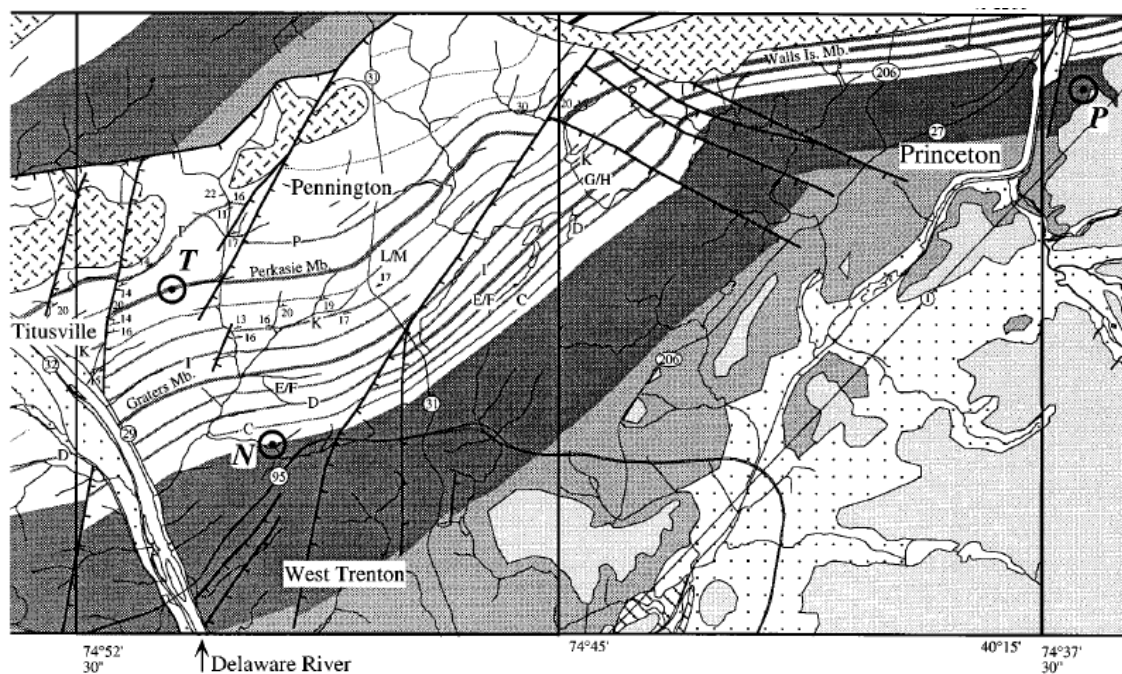 Walls Is. Mb.
206
31
30
20
P
27
P
Princeton
K
G/H
D
Pennington
22
16
11
17
P
P
T
Perkasie Mb.
L/M
17
14
20
14
16
20
Titusville
13
16
16
20
19
17
K
I
E/F
C
1
K
I
32
Graters Mb.
E/F
D
206
31
29
C
N
D
95
West Trenton
74°52'
30"
Delaware River
74°45'
40°15'
74°37'
30"